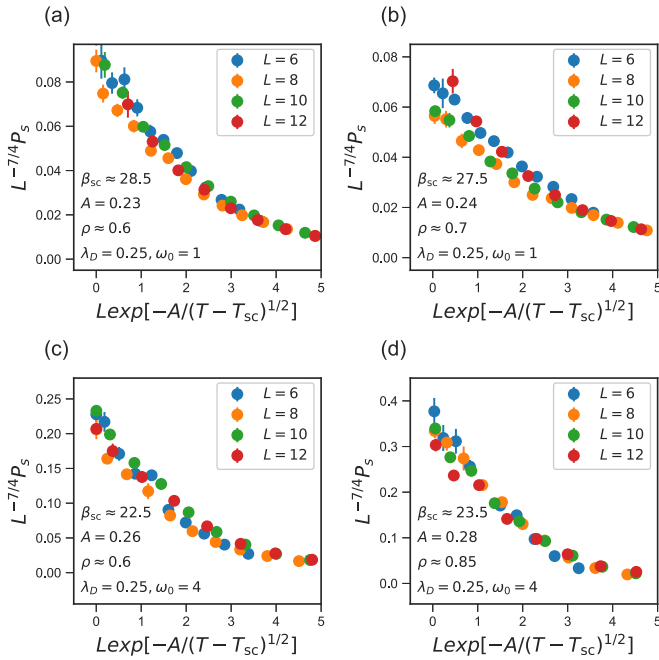 (a)
L^{-7/4}P_s
0.08
0.06
0.04
0.02
0.00
L = 6
L = 8
L = 10
L = 12
β_sc ≈ 28.5
A = 0.23
ρ ≈ 0.6
λ_D = 0.25, ω_0 = 1
0 1 2 3 4 5
Lexp[−A/(T − T_sc)^{1/2}]
(b)
L^{-7/4}P_s
0.08
0.06
0.04
0.02
0.00
L = 6
L = 8
L = 10
L = 12
β_sc ≈ 27.5
A = 0.24
ρ ≈ 0.7
λ_D = 0.25, ω_0 = 1
0 1 2 3 4 5
Lexp[−A/(T − T_sc)^{1/2}]
(c)
L^{-7/4}P_s
0.25
0.20
0.15
0.10
0.05
0.00
L = 6
L = 8
L = 10
L = 12
β_sc ≈ 22.5
A = 0.26
ρ ≈ 0.6
λ_D = 0.25, ω_0 = 4
0 1 2 3 4 5
Lexp[−A/(T − T_sc)^{1/2}]
(d)
L^{-7/4}P_s
0.4
0.3
0.2
0.1
0.0
L = 6
L = 8
L = 10
L = 12
β_sc ≈ 23.5
A = 0.28
ρ ≈ 0.85
λ_D = 0.25, ω_0 = 4
0 1 2 3 4 5
Lexp[−A/(T − T_sc)^{1/2}]